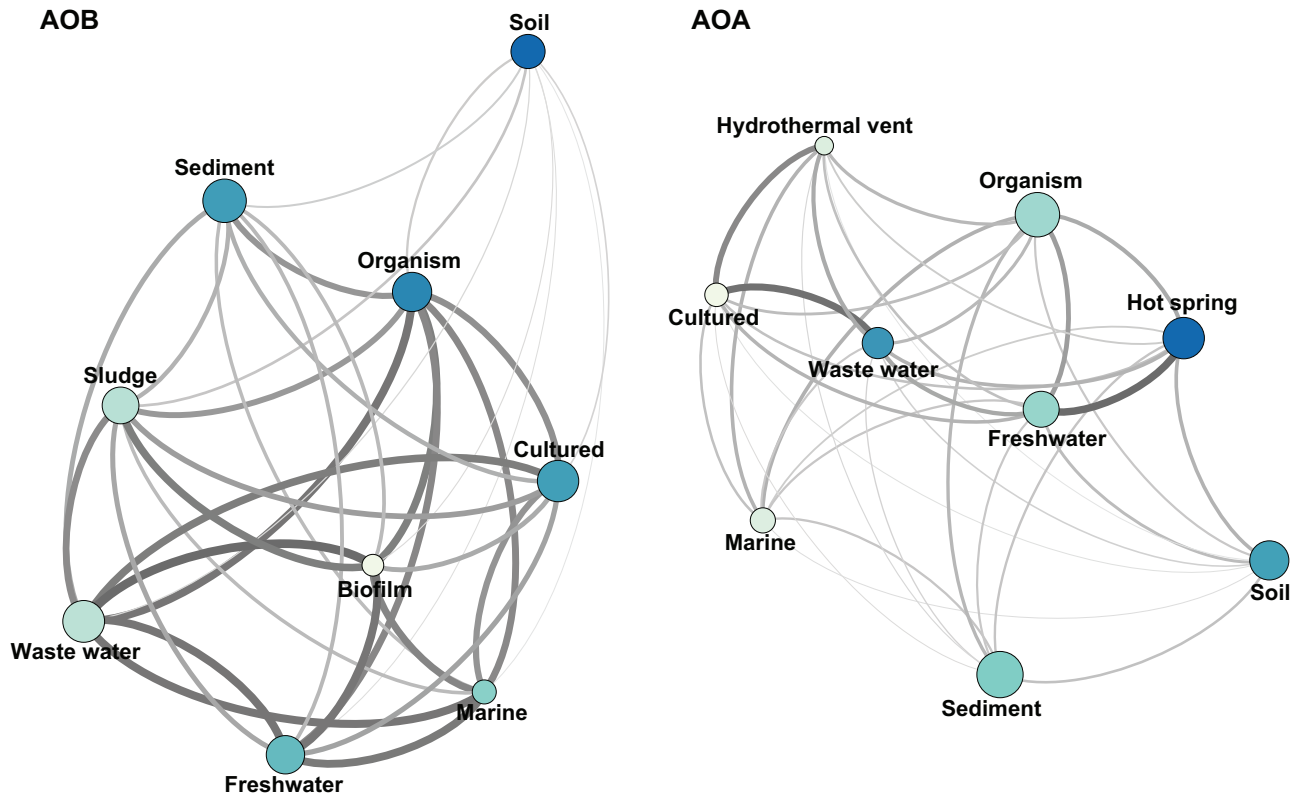 AOB
Soil
Sediment
Organism
Sludge
Cultured
Biofilm
Waste water
Marine
Freshwater
AOA
Hydrothermal vent
Organism
Hot spring
Cultured
Waste water
Freshwater
Marine
Soil
Sediment